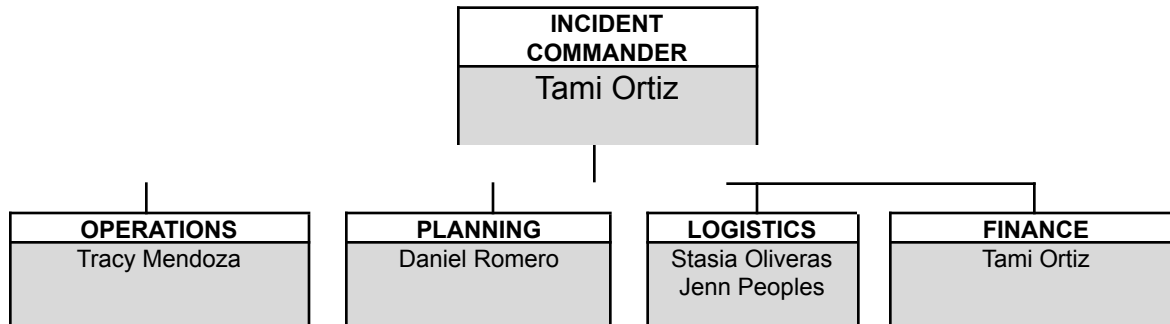 INCIDENT
COMMANDER
Tami Ortiz
OPERATIONS
Tracy Mendoza
PLANNING
Daniel Romero
LOGISTICS
Stasia Oliveras
Jenn Peoples
FINANCE
Tami Ortiz